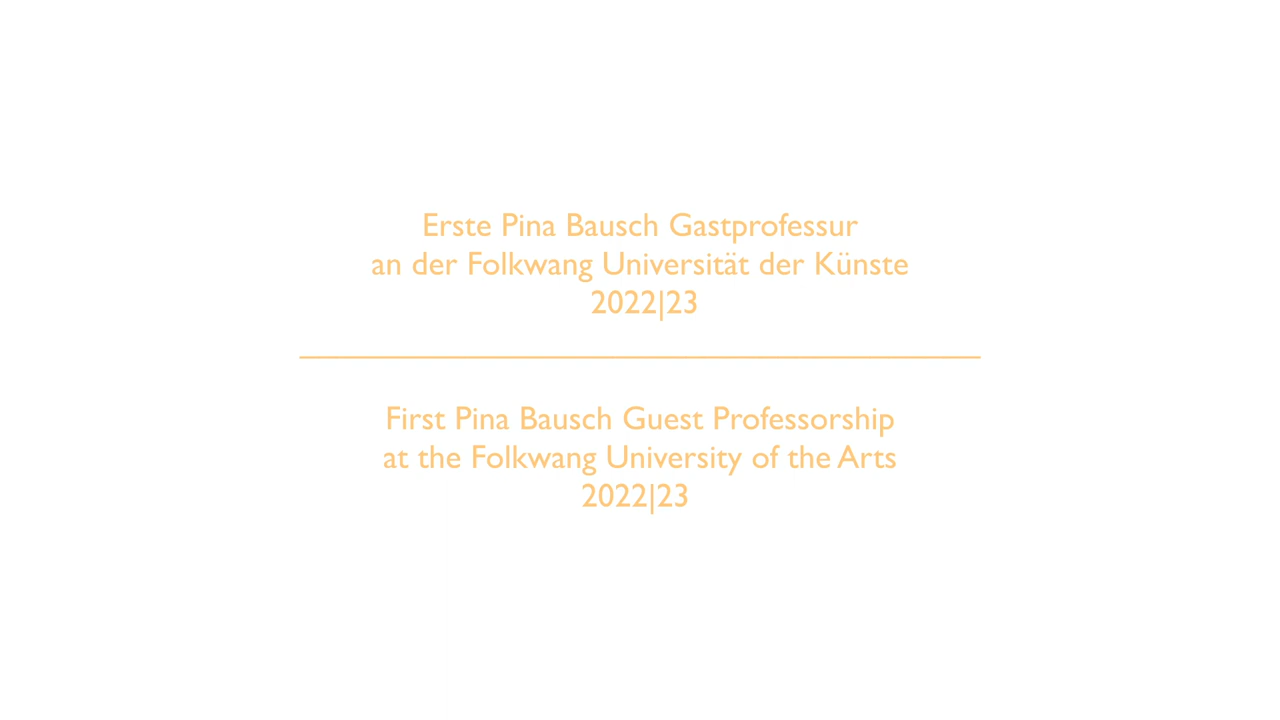 Erste Pina Bausch Gastprofessur
an der Folkwang Universität der Künste
2022|23
First Pina Bausch Guest Professorship
at the Folkwang University of the Arts
2022|23